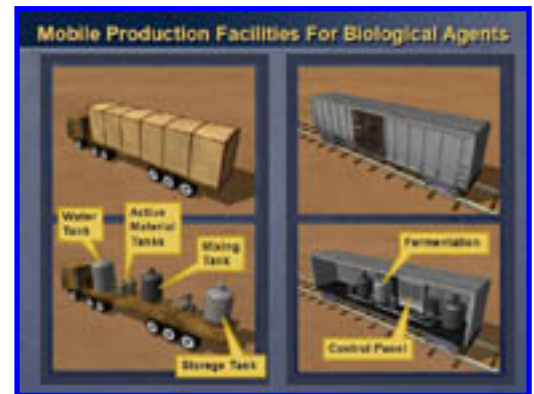 Mobile Production Facilities For Biological Agents
Water
Tank
Active
Material
Tanks
Mixing
Tank
Storage Tank
Fermentation
Control Panel